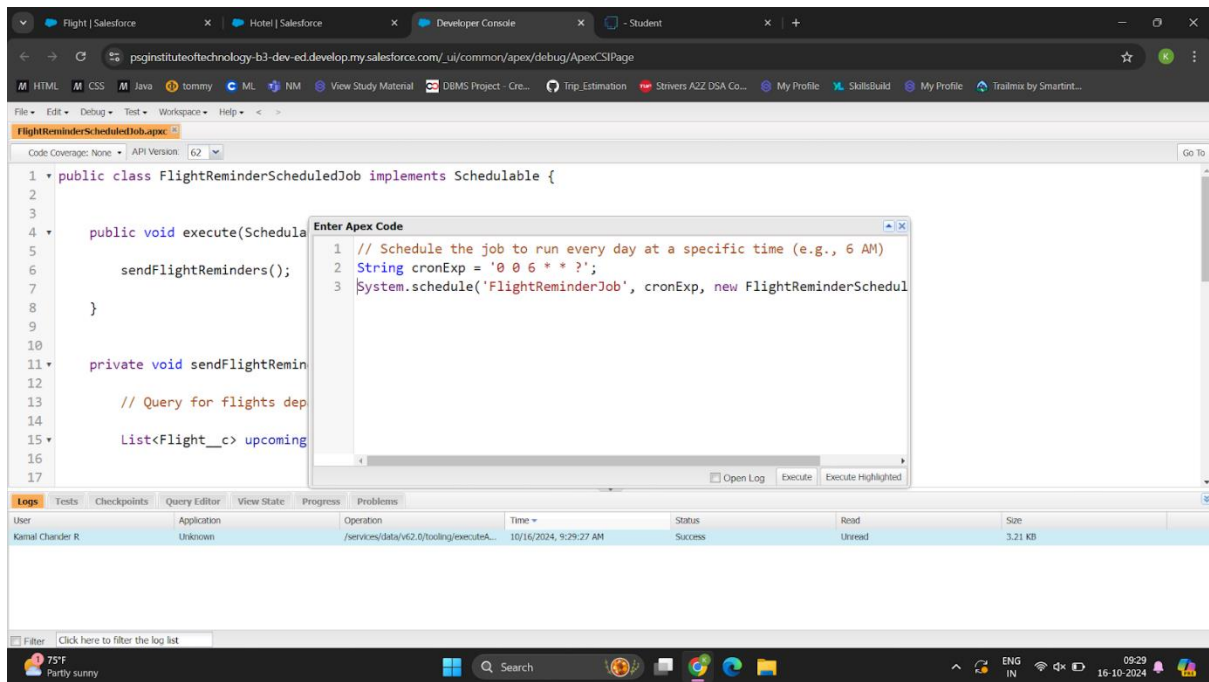 Flight | Salesforce
Hotel | Salesforce
Developer Console
- Student
psginstituteoftechnology-b3-dev-ed.develop.my.salesforce.com/_ui/common/apex/debug/ApexCSIPage
K
HTML CSS Java tommy ML NM View Study Material DBMS Project - Cre... Trip_Estimation Strivers A2Z DSA Co... My Profile SkillsBuild My Profile Trailmix by Smartint...
File Edit Debug Test Workspace Help < >
FlightReminderScheduledJob.apxc
Code Coverage: None API Version: 62 Go To
1 public class FlightReminderScheduledJob implements Schedulable {
2
3
4 public void execute(Schedula
5
6 sendFlightReminders();
7
8 }
9
10
11 private void sendFlightRemin
12
13 // Query for flights dep
14
15 List<Flight__c> upcoming
16
17
Enter Apex Code
1 // Schedule the job to run every day at a specific time (e.g., 6 AM)
2 String cronExp = '0 0 6 * * ?';
3 System.schedule('FlightReminderJob', cronExp, new FlightReminderSchedul
Open Log Execute Execute Highlighted
Logs Tests Checkpoints Query Editor View State Progress Problems
User Application Operation Time Status Read Size
Kamal Chander R Unknown /services/data/v62.0/tooling/executeA... 10/16/2024, 9:29:27 AM Success Unread 3.21 KB
Filter Click here to filter the log list
1
75°F
Partly sunny
Search
ENG
IN
09:29
16-10-2024